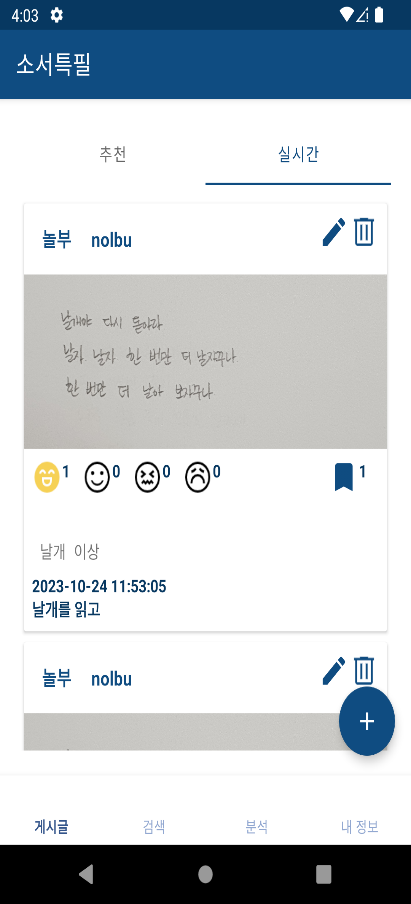 4:03
소서특필
추천 실시간
놀부 nolbu
날개야 다시 돋아라
날자. 날자 한 번만 더 날자꾸나
한 번만 더 날아 보자꾸나
1 0 0 0 1
날개 이상
2023-10-24 11:53:05
날개를 읽고
놀부 nolbu
게시글 검색 분석 내 정보